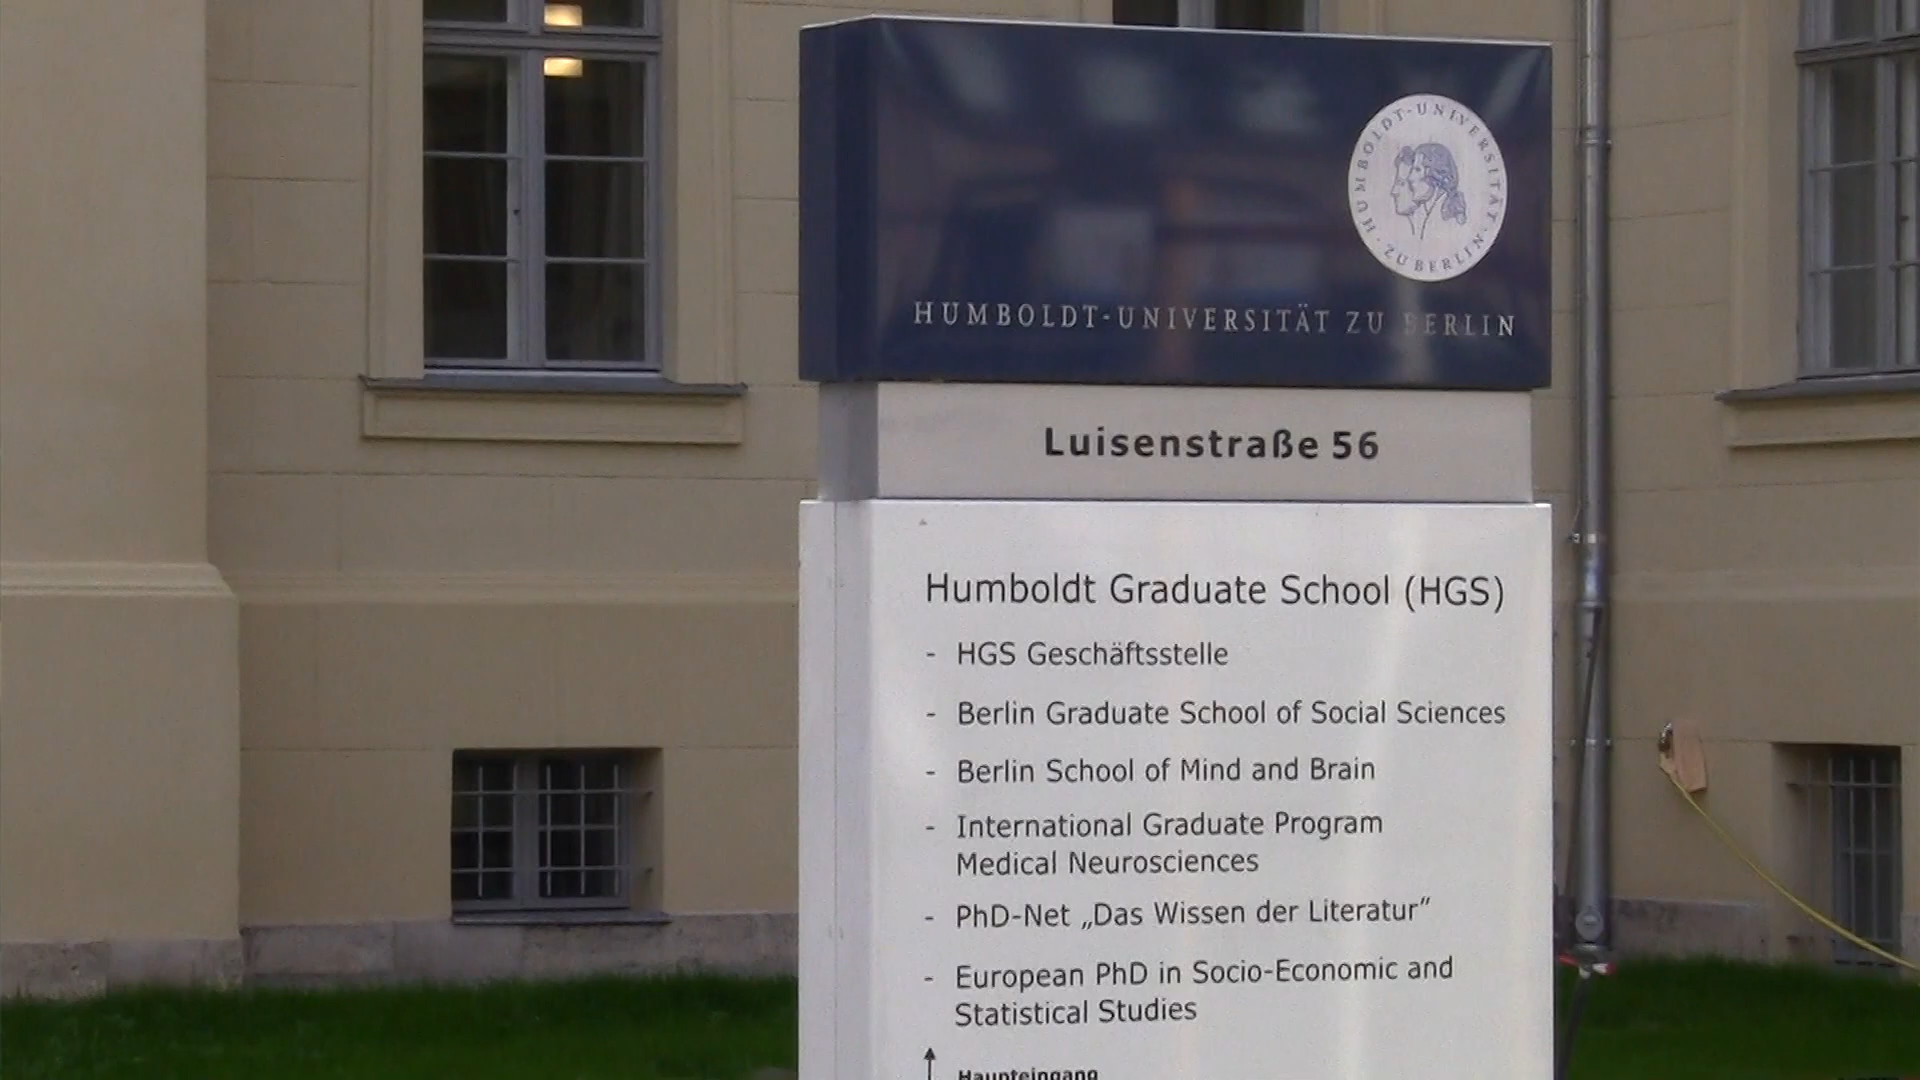 HUMBOLDT-UNIVERSITÄT ZU BERLIN
HUMBOLDT-UNIVERSITÄT ZU BERLIN
Luisenstraße 56
Humboldt Graduate School (HGS)
- HGS Geschäftsstelle
- Berlin Graduate School of Social Sciences
- Berlin School of Mind and Brain
- International Graduate Program
Medical Neurosciences
- PhD-Net „Das Wissen der Literatur“
- European PhD in Socio-Economic and
Statistical Studies
Haupteingang